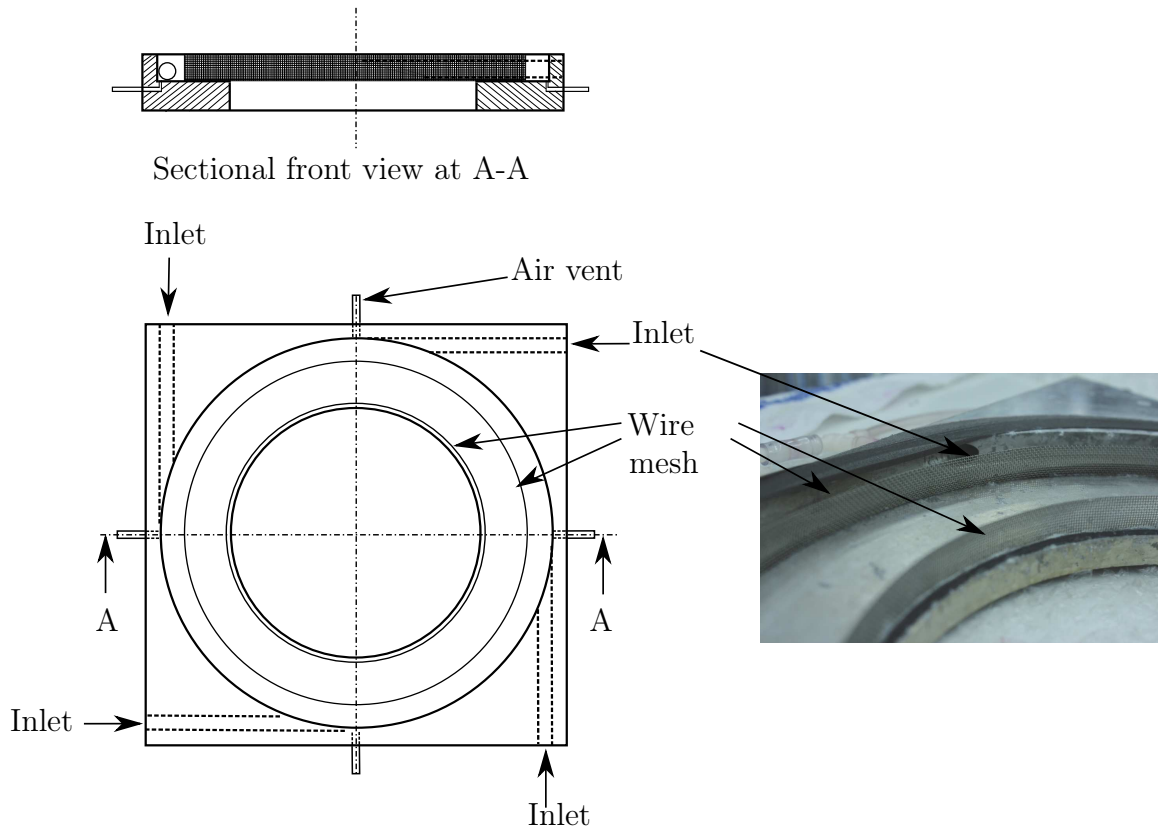 Sectional front view at A-A
Inlet
Air vent
Inlet
Wire
mesh
A
A
Inlet
Inlet